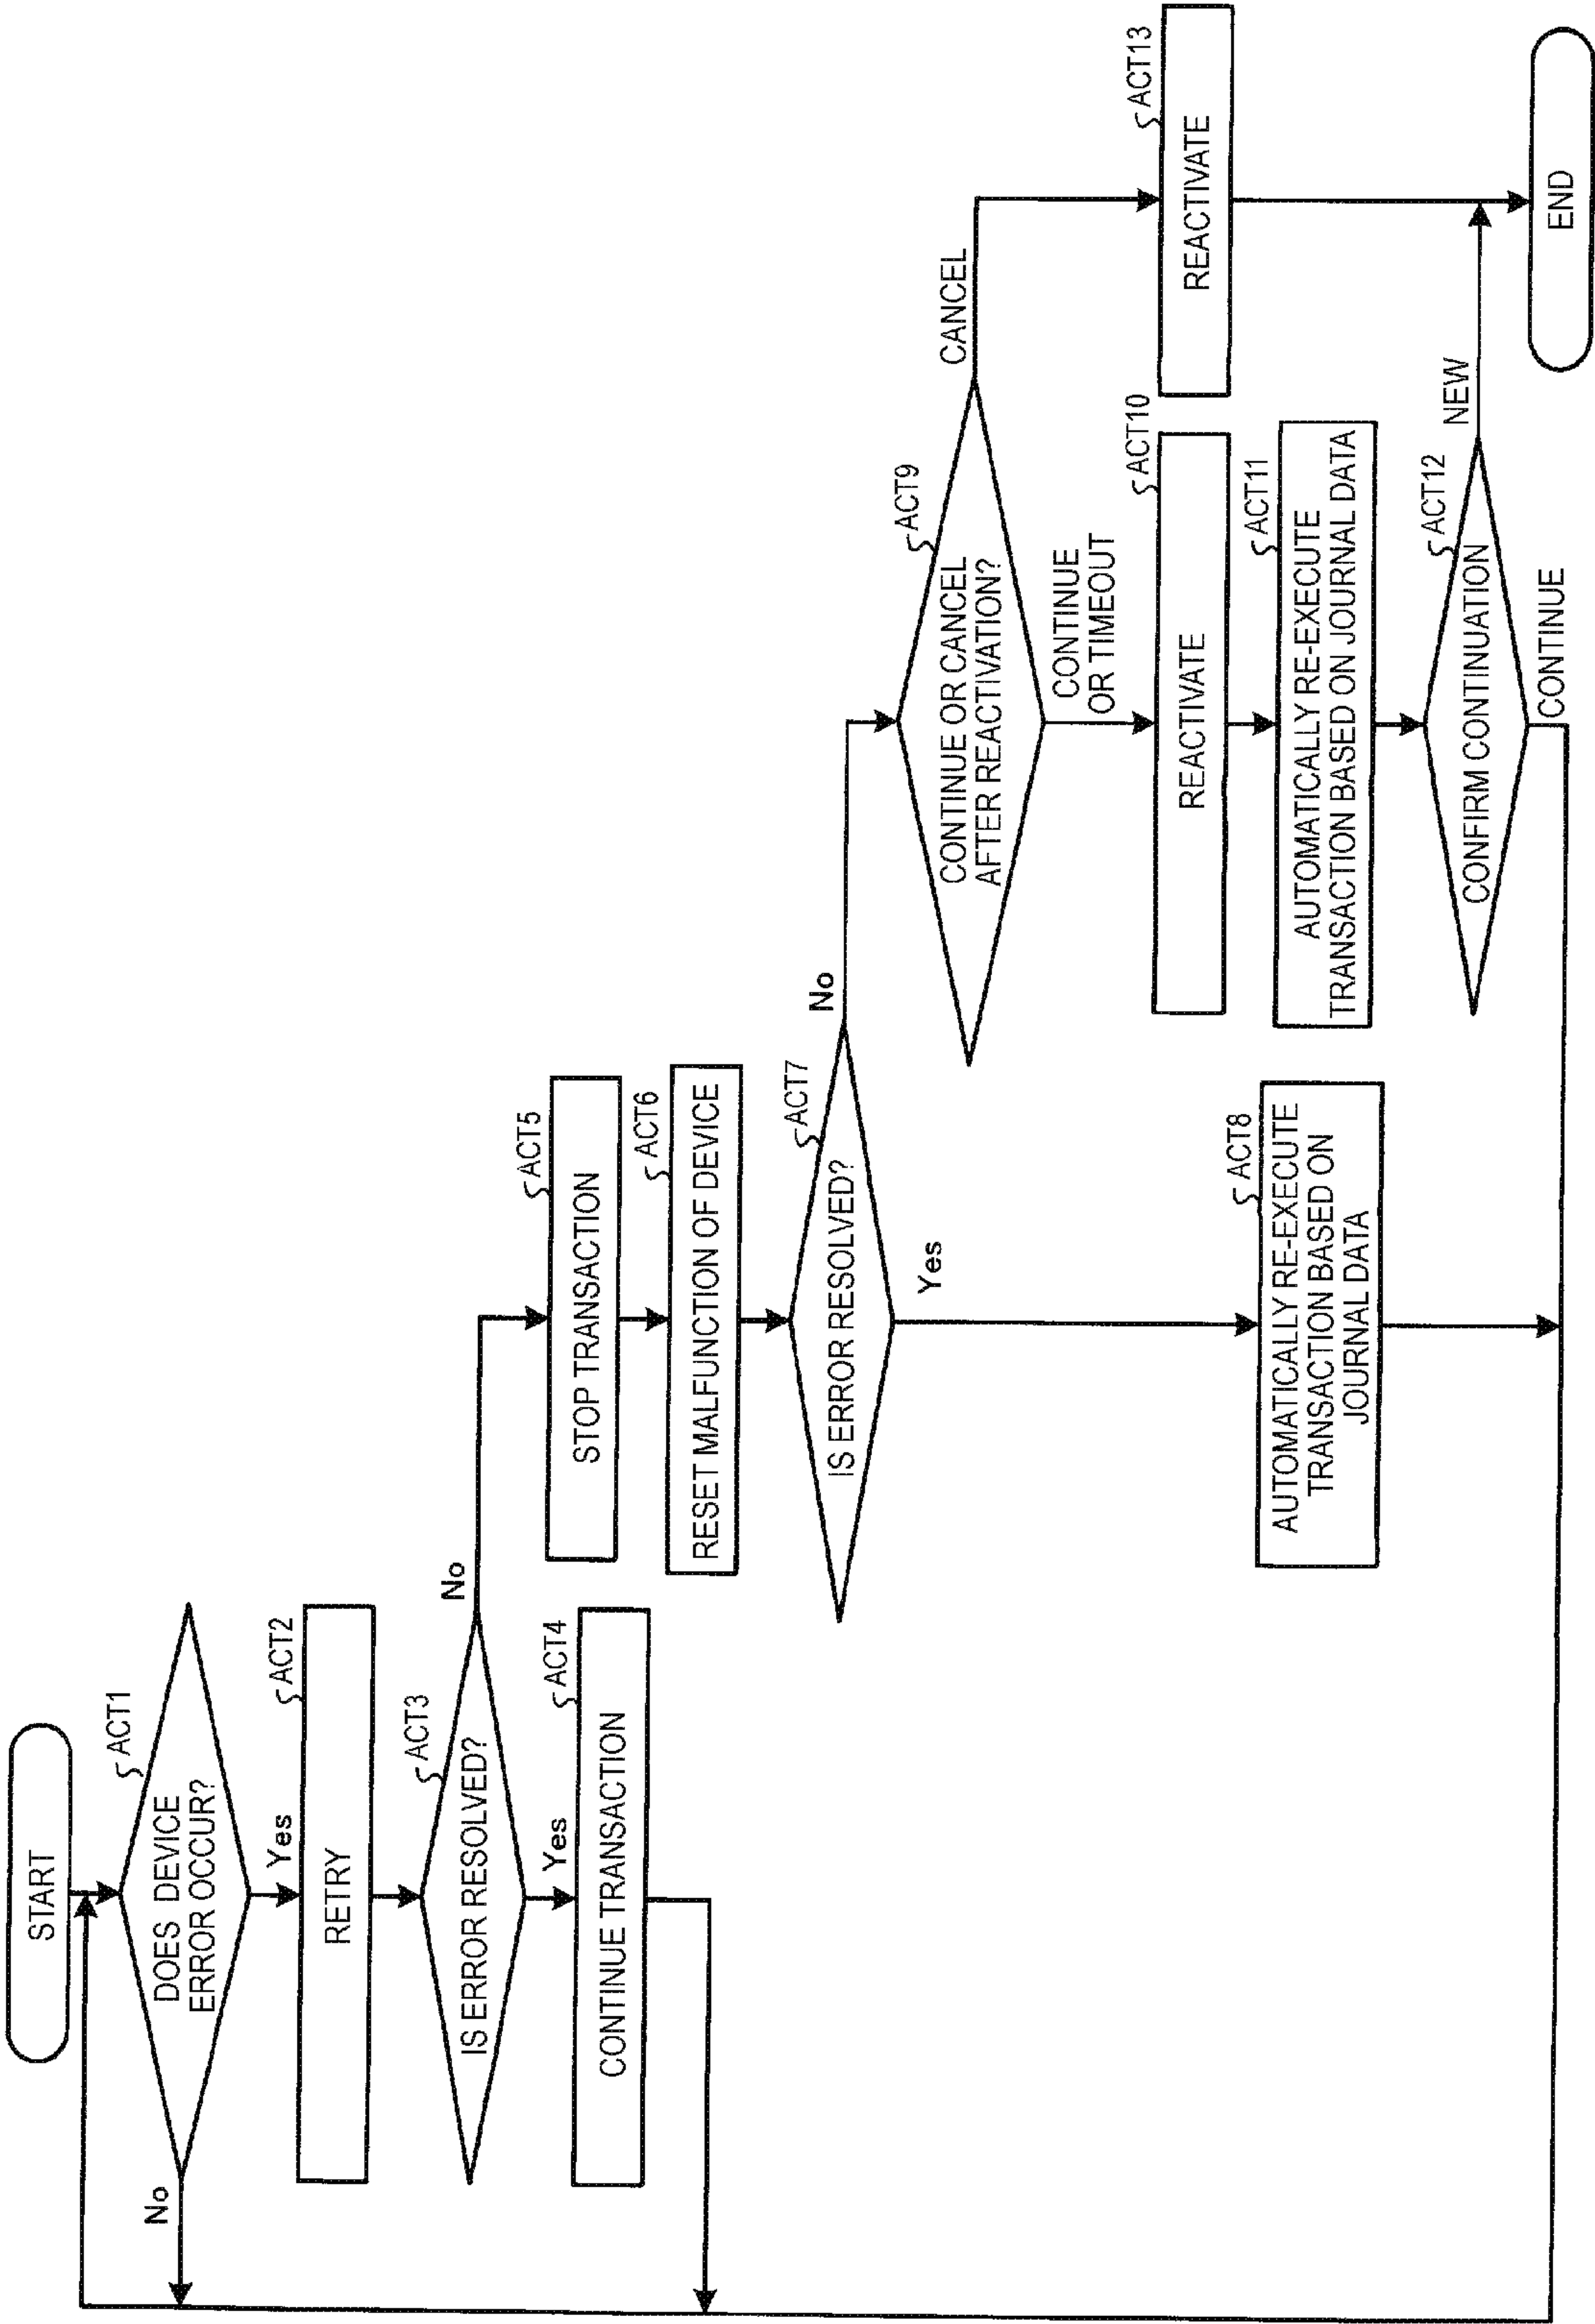 START
ACT1
DOES DEVICE
ERROR OCCUR?
No
Yes
ACT2
RETRY
ACT3
IS ERROR RESOLVED?
No
Yes
ACT4
CONTINUE TRANSACTION
ACT5
STOP TRANSACTION
ACT6
RESET MALFUNCTION OF DEVICE
ACT7
IS ERROR RESOLVED?
No
Yes
ACT8
AUTOMATICALLY RE-EXECUTE
TRANSACTION BASED ON
JOURNAL DATA
ACT9
CONTINUE OR CANCEL
AFTER REACTIVATION?
CANCEL
CONTINUE
OR TIMEOUT
ACT10
REACTIVATE
ACT11
AUTOMATICALLY RE-EXECUTE
TRANSACTION BASED ON JOURNAL DATA
ACT12
CONFIRM CONTINUATION
NEW
CONTINUE
ACT13
REACTIVATE
END